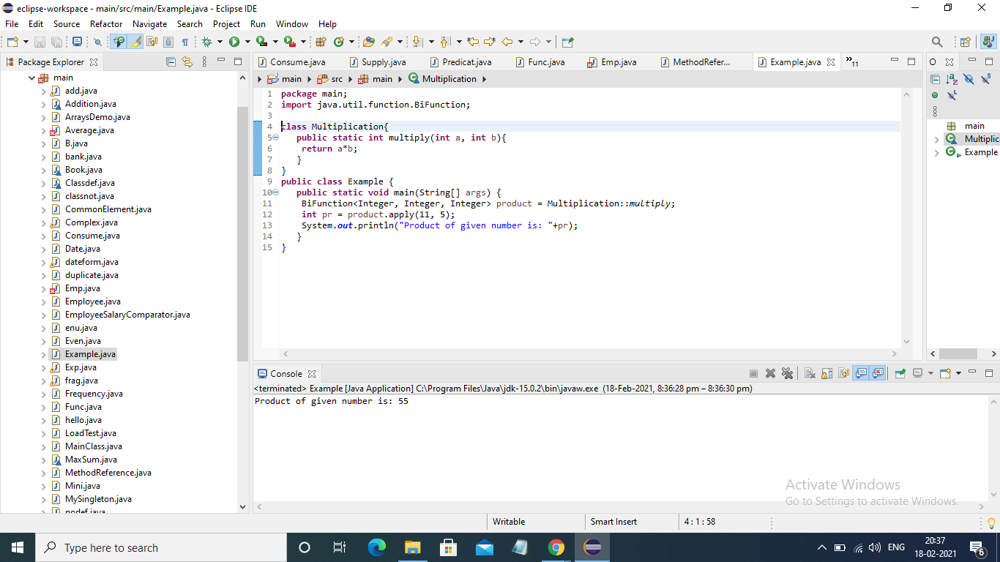 eclipse-workspace - main/src/main/Example.java - Eclipse IDE
File Edit Source Refactor Navigate Search Project Run Window Help
Package Explorer
main
add.java
Addition.java
ArraysDemo.java
Average.java
B.java
bank.java
Book.java
Classdef.java
classnot.java
CommonElement.java
Complex.java
Consume.java
Date.java
dateform.java
duplicate.java
Emp.java
Employee.java
EmployeeSalaryComparator.java
enu.java
Even.java
Example.java
Exp.java
frag.java
Frequency.java
Func.java
hello.java
LoadTest.java
MainClass.java
MaxSum.java
MethodReference.java
Mini.java
MySingleton.java
nodef.java
Consume.java Supply.java Predicat.java Func.java Emp.java MethodRefer... Example.java »11
main src main Multiplication
1 package main;
2 import java.util.function.BiFunction;
3
4 class Multiplication{
5 public static int multiply(int a, int b){
6 return a*b;
7 }
8 }
9 public class Example {
10 public static void main(String[] args) {
11 BiFunction<Integer, Integer, Integer> product = Multiplication::multiply;
12 int pr = product.apply(11, 5);
13 System.out.println("Product of given number is: "+pr);
14 }
15 }
O
main
Multiplic
Example
Console
<terminated> Example [Java Application] C:\Program Files\Java\jdk-15.0.2\bin\javaw.exe (18-Feb-2021, 8:36:28 pm – 8:36:30 pm)
Product of given number is: 55
Activate Windows
Go to Settings to activate Windows.
Writable Smart Insert 4 : 1 : 58
Type here to search
ENG
20:37
18-02-2021
6